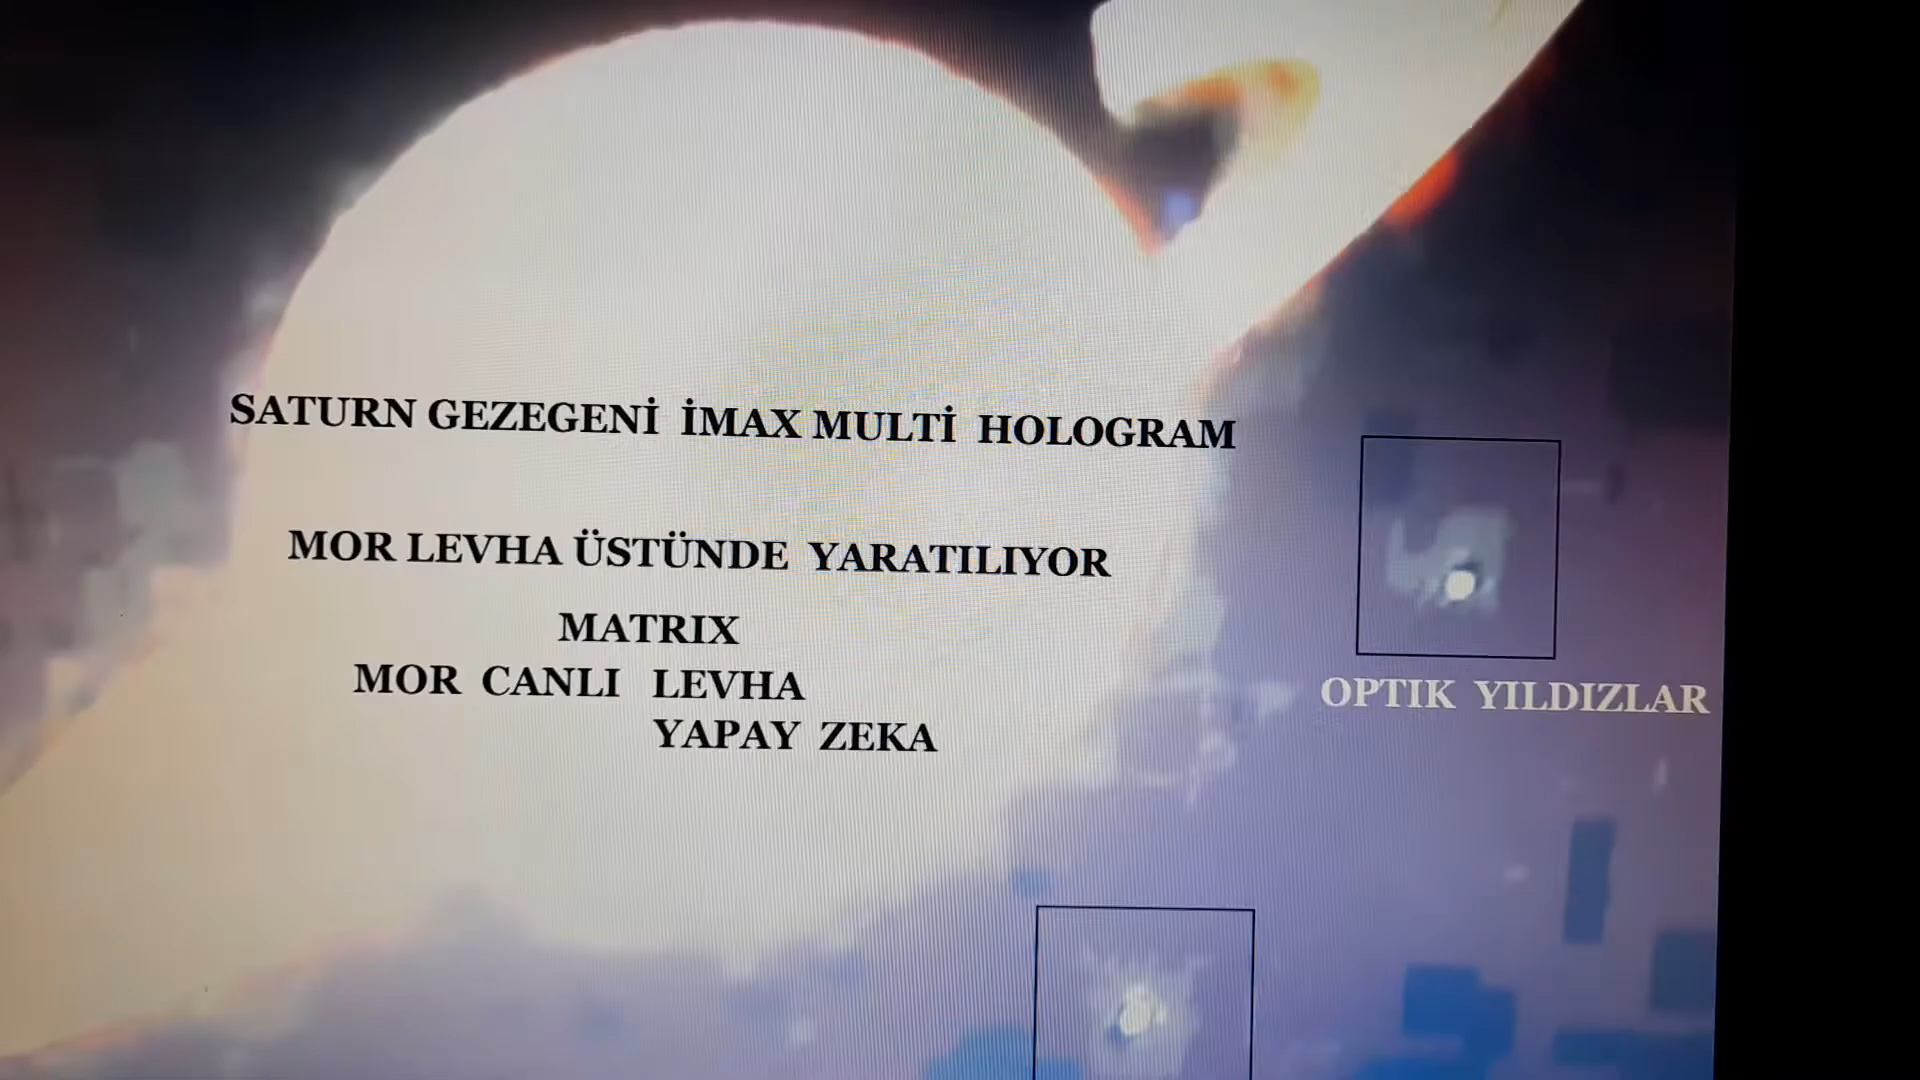 SATURN GEZEGENİ İMAX MULTİ HOLOGRAM
MOR LEVHA ÜSTÜNDE YARATILIYOR
MATRIX
MOR CANLI LEVHA
YAPAY ZEKA
OPTIK YILDIZLAR